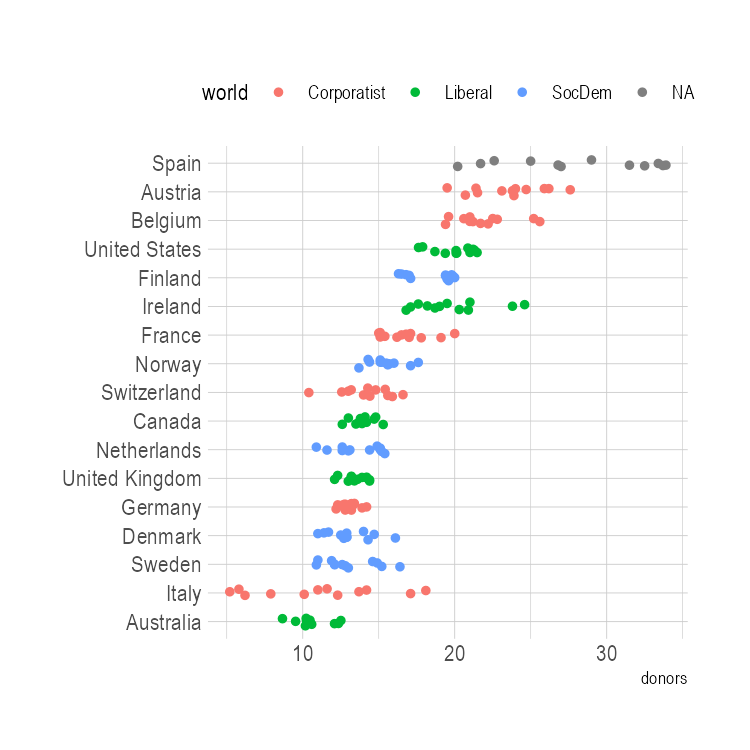 world Corporatist Liberal SocDem NA
Spain
Austria
Belgium
United States
Finland
Ireland
France
Norway
Switzerland
Canada
Netherlands
United Kingdom
Germany
Denmark
Sweden
Italy
Australia
10 20 30
donors